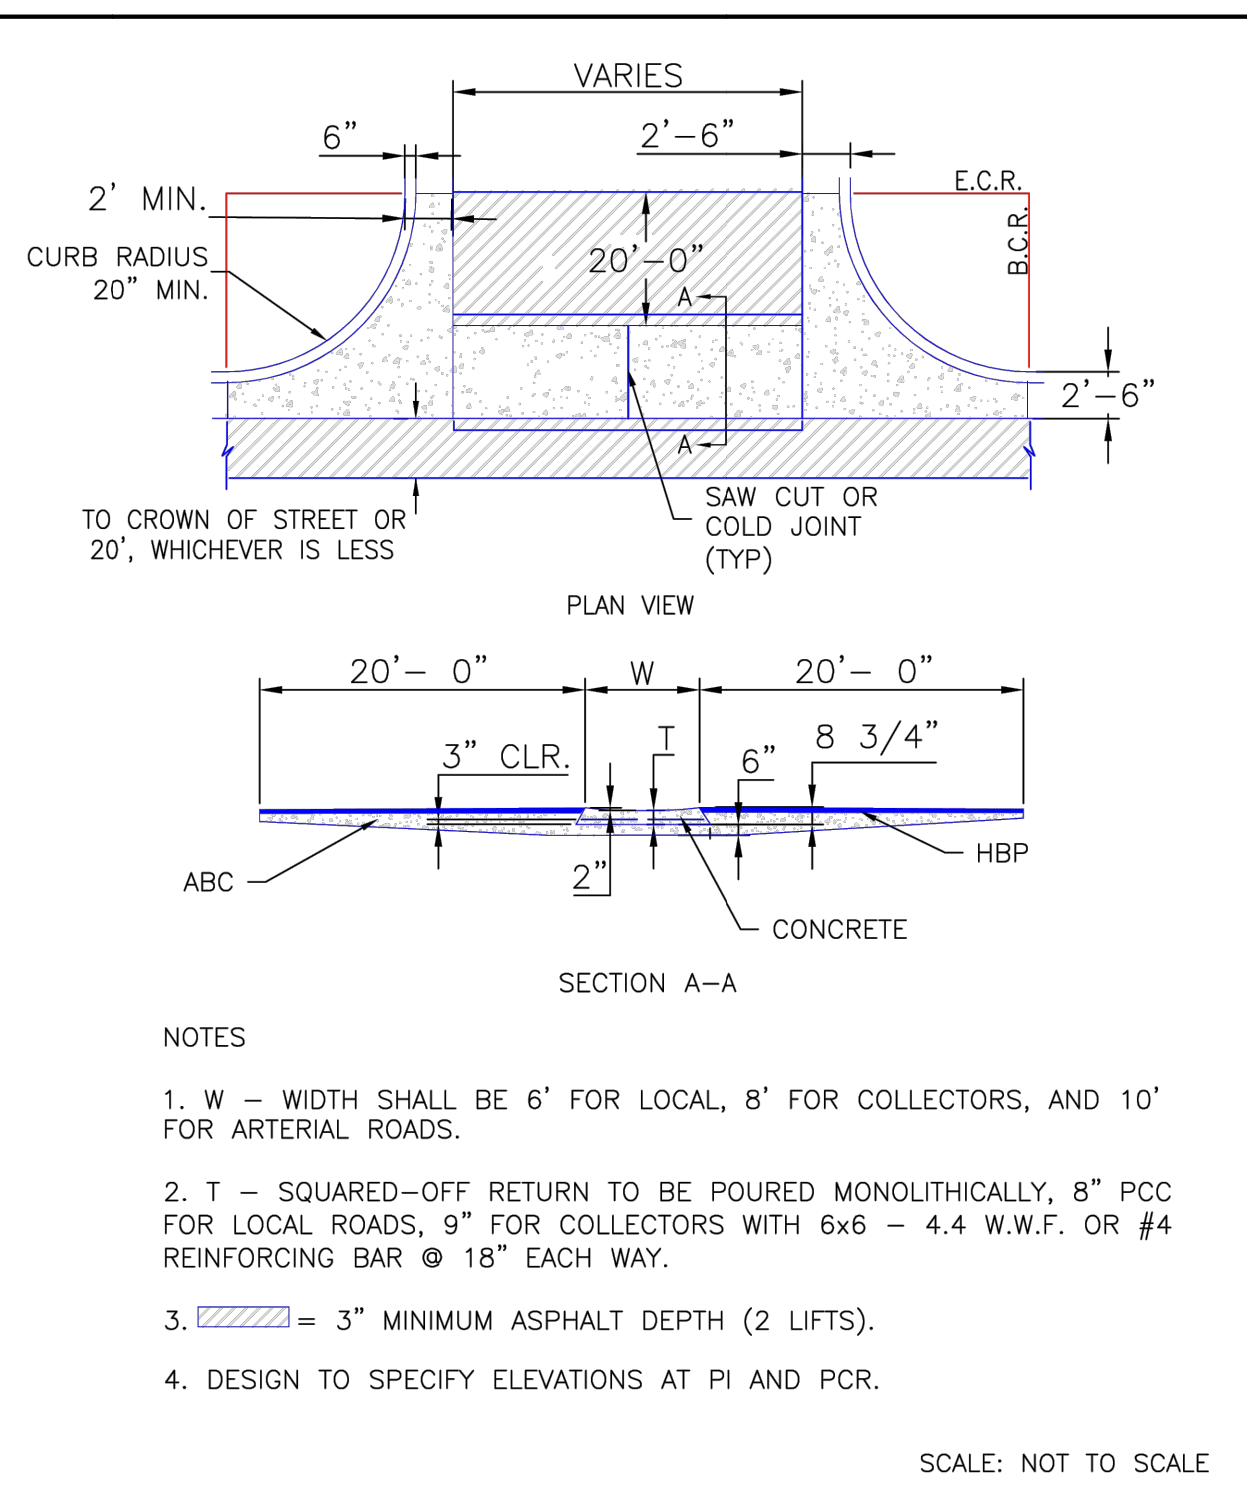 VARIES
6”
2’-6”
2’ MIN.
E.C.R.
B.C.R.
CURB RADIUS
20” MIN.
20’-0”
A
2’-6”
A
SAW CUT OR
COLD JOINT
(TYP)
TO CROWN OF STREET OR
20’, WHICHEVER IS LESS
PLAN VIEW
20’- 0”
W
20’- 0”
3” CLR.
T
6”
8 3/4”
ABC
2”
HBP
CONCRETE
SECTION A-A
NOTES
1. W - WIDTH SHALL BE 6’ FOR LOCAL, 8’ FOR COLLECTORS, AND 10’
FOR ARTERIAL ROADS.
2. T - SQUARED-OFF RETURN TO BE POURED MONOLITHICALLY, 8” PCC
FOR LOCAL ROADS, 9” FOR COLLECTORS WITH 6x6 - 4.4 W.W.F. OR #4
REINFORCING BAR @ 18” EACH WAY.
3. = 3” MINIMUM ASPHALT DEPTH (2 LIFTS).
4. DESIGN TO SPECIFY ELEVATIONS AT PI AND PCR.
SCALE: NOT TO SCALE